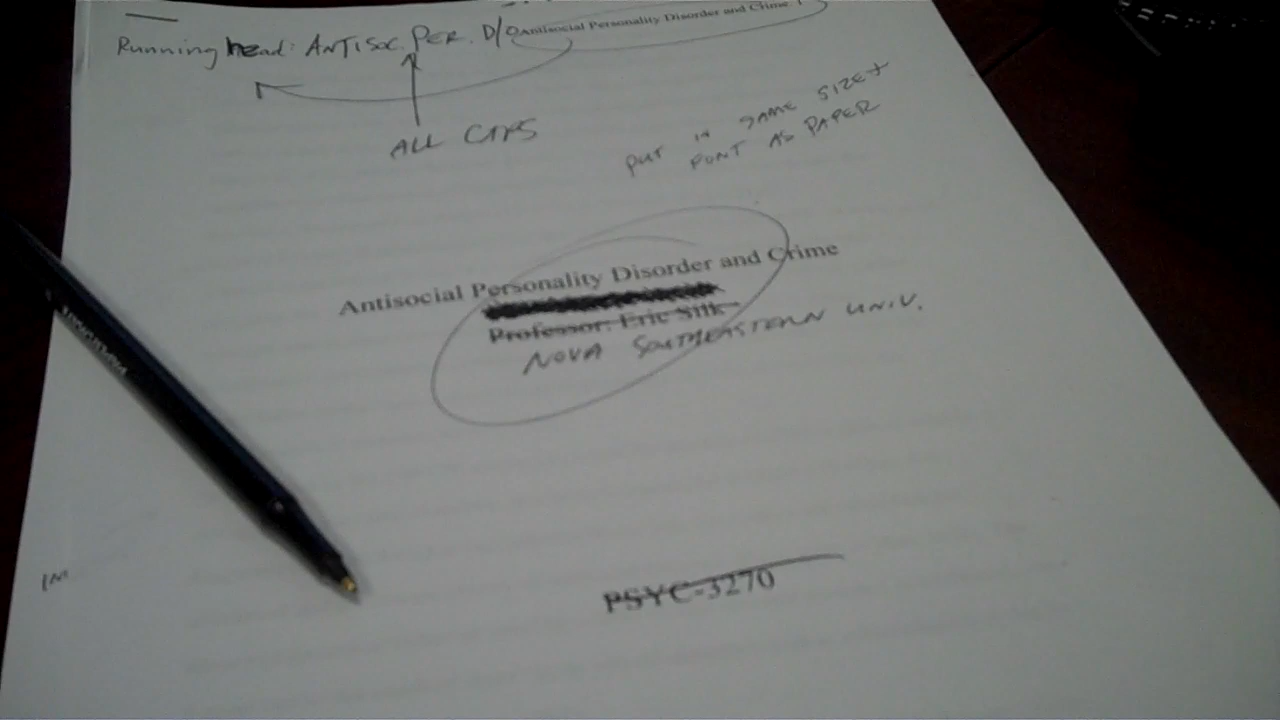 Running head: ANTISOC. PER. D/O Antisocial Personality Disorder and Crime 1
ALL CAPS
PUT IN SAME SIZE +
FONT AS PAPER
Antisocial Personality Disorder and Crime
Professor: Eric Silk
NOVA SOUTHEASTERN UNIV.
PSYC-3270